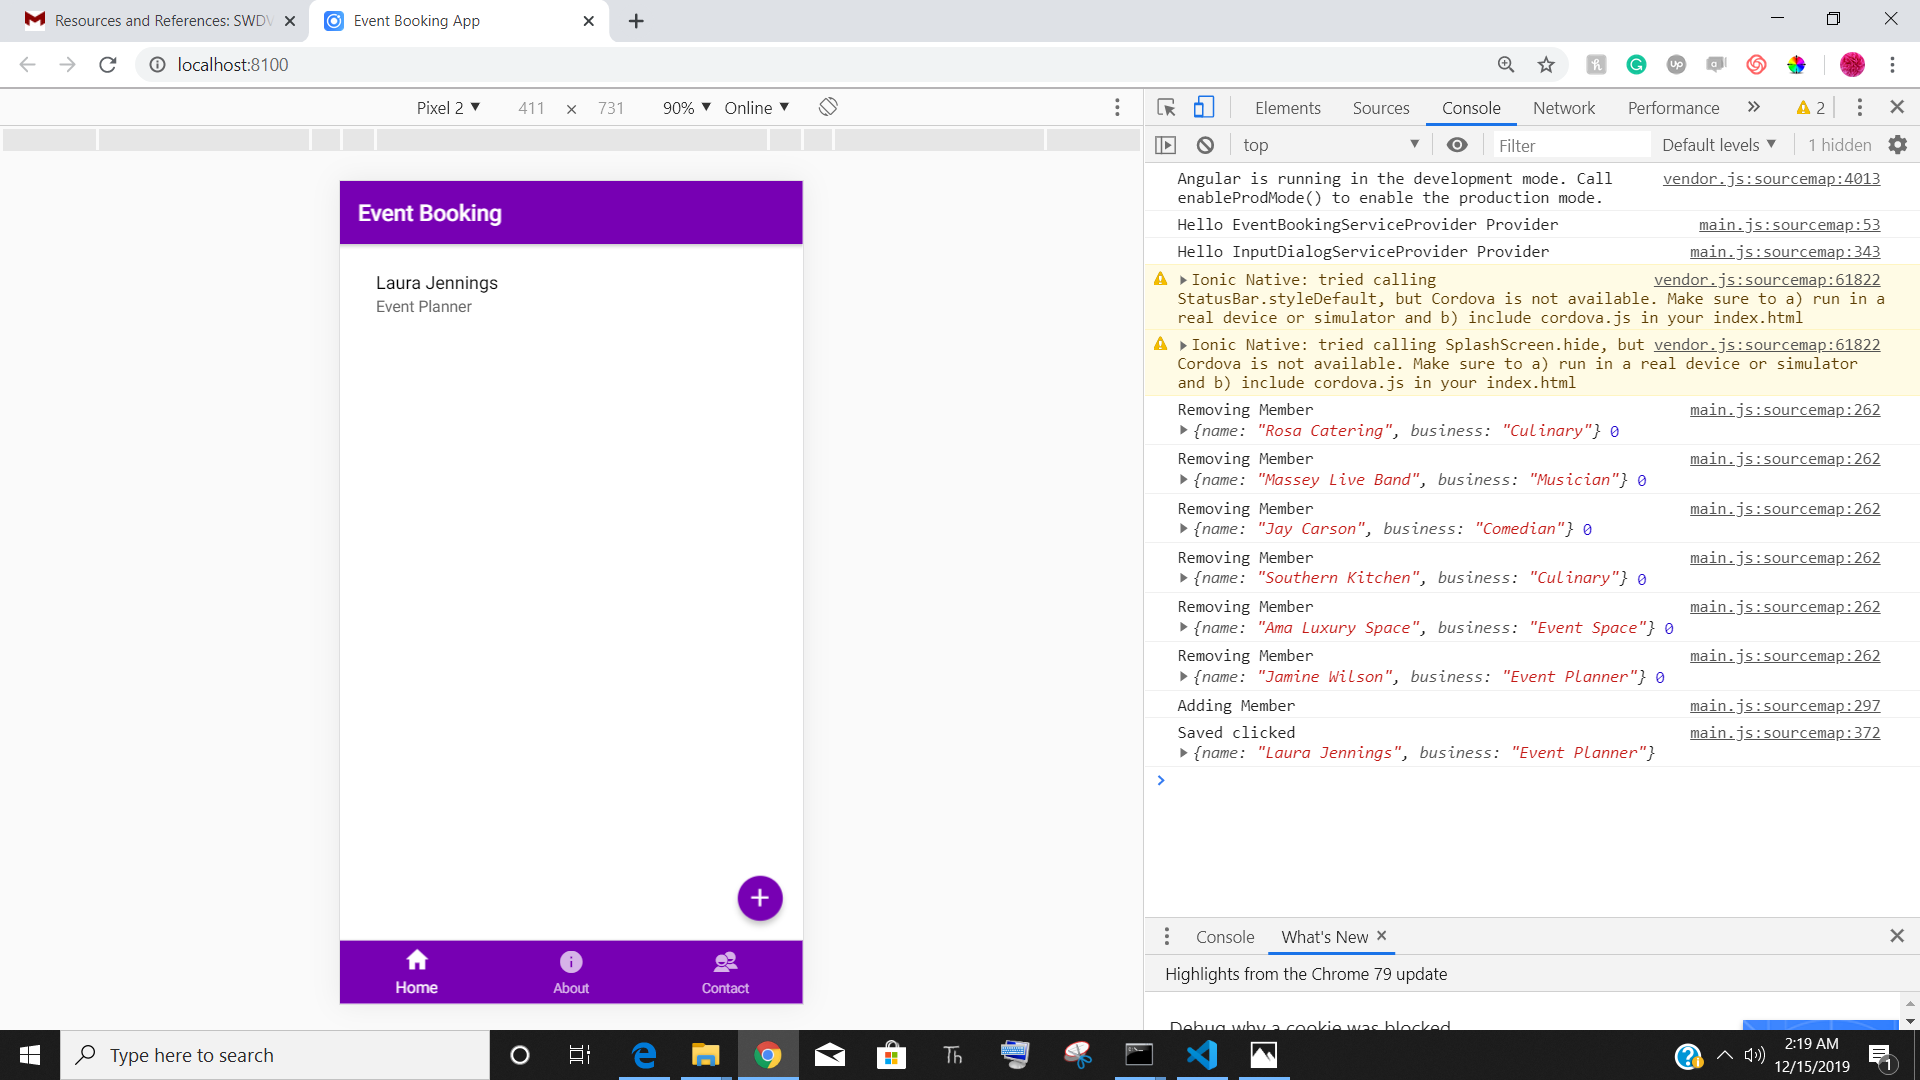 Resources and References: SWDV
Event Booking App
localhost:8100
Pixel 2 411 × 731 90% Online
Elements Sources Console Network Performance 2
top Filter Default levels 1 hidden
Event Booking
Laura Jennings
Event Planner
Home
About
Contact
Angular is running in the development mode. Call vendor.js:sourcemap:4013
enableProdMode() to enable the production mode.
Hello EventBookingServiceProvider Provider main.js:sourcemap:53
Hello InputDialogServiceProvider Provider main.js:sourcemap:343
Ionic Native: tried calling vendor.js:sourcemap:61822
StatusBar.styleDefault, but Cordova is not available. Make sure to a) run in a
real device or simulator and b) include cordova.js in your index.html
Ionic Native: tried calling SplashScreen.hide, but vendor.js:sourcemap:61822
Cordova is not available. Make sure to a) run in a real device or simulator
and b) include cordova.js in your index.html
Removing Member main.js:sourcemap:262
{name: "Rosa Catering", business: "Culinary"} 0
Removing Member main.js:sourcemap:262
{name: "Massey Live Band", business: "Musician"} 0
Removing Member main.js:sourcemap:262
{name: "Jay Carson", business: "Comedian"} 0
Removing Member main.js:sourcemap:262
{name: "Southern Kitchen", business: "Culinary"} 0
Removing Member main.js:sourcemap:262
{name: "Ama Luxury Space", business: "Event Space"} 0
Removing Member main.js:sourcemap:262
{name: "Jamine Wilson", business: "Event Planner"} 0
Adding Member main.js:sourcemap:297
Saved clicked main.js:sourcemap:372
{name: "Laura Jennings", business: "Event Planner"}
Console What's New
Highlights from the Chrome 79 update
Debug why a cookie was blocked
Type here to search
Th
2:19 AM
12/15/2019
1